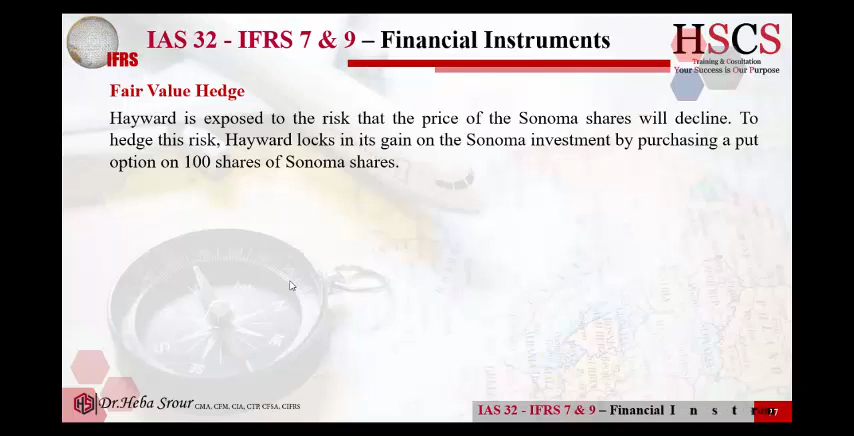 IFRS
IAS 32 - IFRS 7 & 9 – Financial Instruments
HSCS
Training & Cosultation
Your Success is Our Purpose
Fair Value Hedge
Hayward is exposed to the risk that the price of the Sonoma shares will decline. To
hedge this risk, Hayward locks in its gain on the Sonoma investment by purchasing a put
option on 100 shares of Sonoma shares.
Dr.Heba Srour CMA, CFM, CIA, CTP, CFSA, CIFRS
IAS 32 - IFRS 7 & 9 – Financial I n s t r